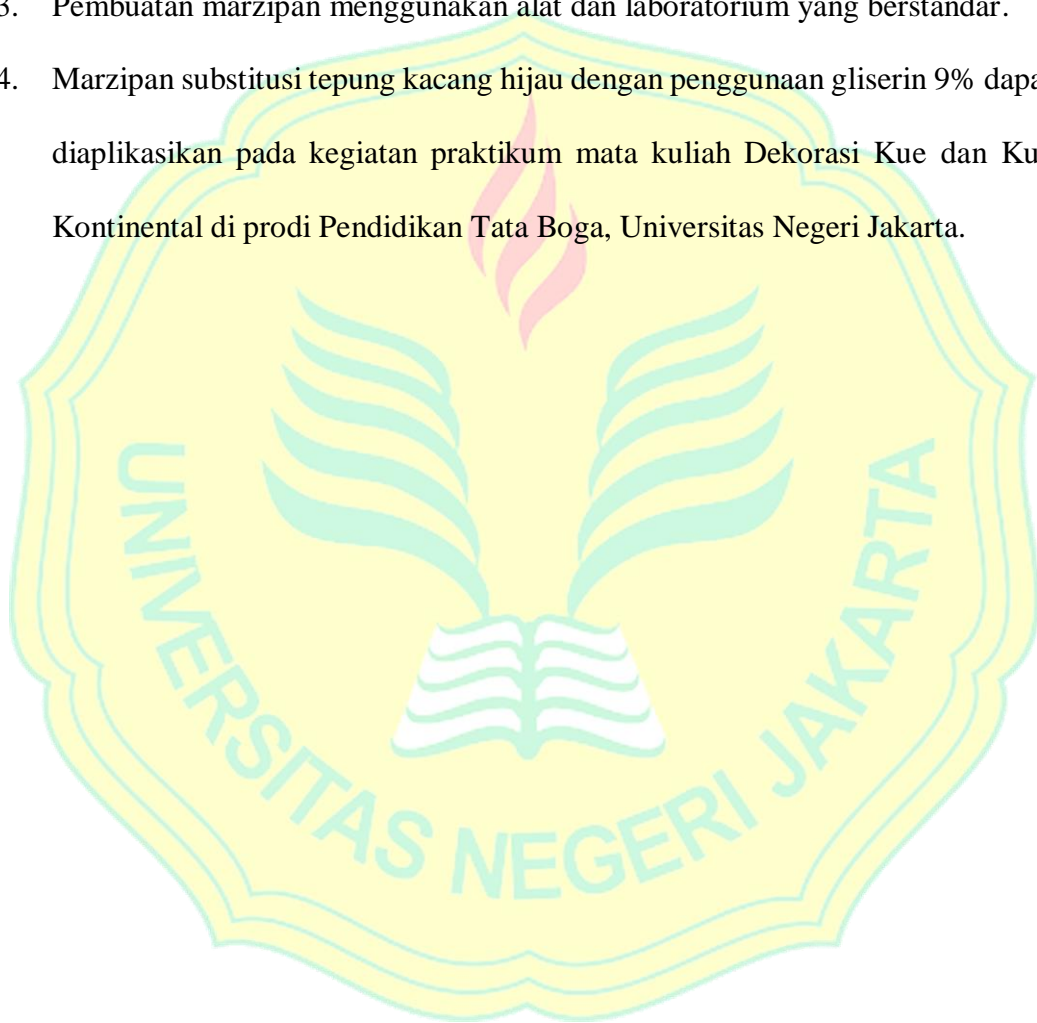 3. Pembuatan marzipan menggunakan alat dan laboratorium yang berstandar.
4. Marzipan substitusi tepung kacang hijau dengan penggunaan gliserin 9% dapa
diaplikasikan pada kegiatan praktikum mata kuliah Dekorasi Kue dan Ku
Kontinental di prodi Pendidikan Tata Boga, Universitas Negeri Jakarta.
UNIVERSITAS NEGERI JAKARTA